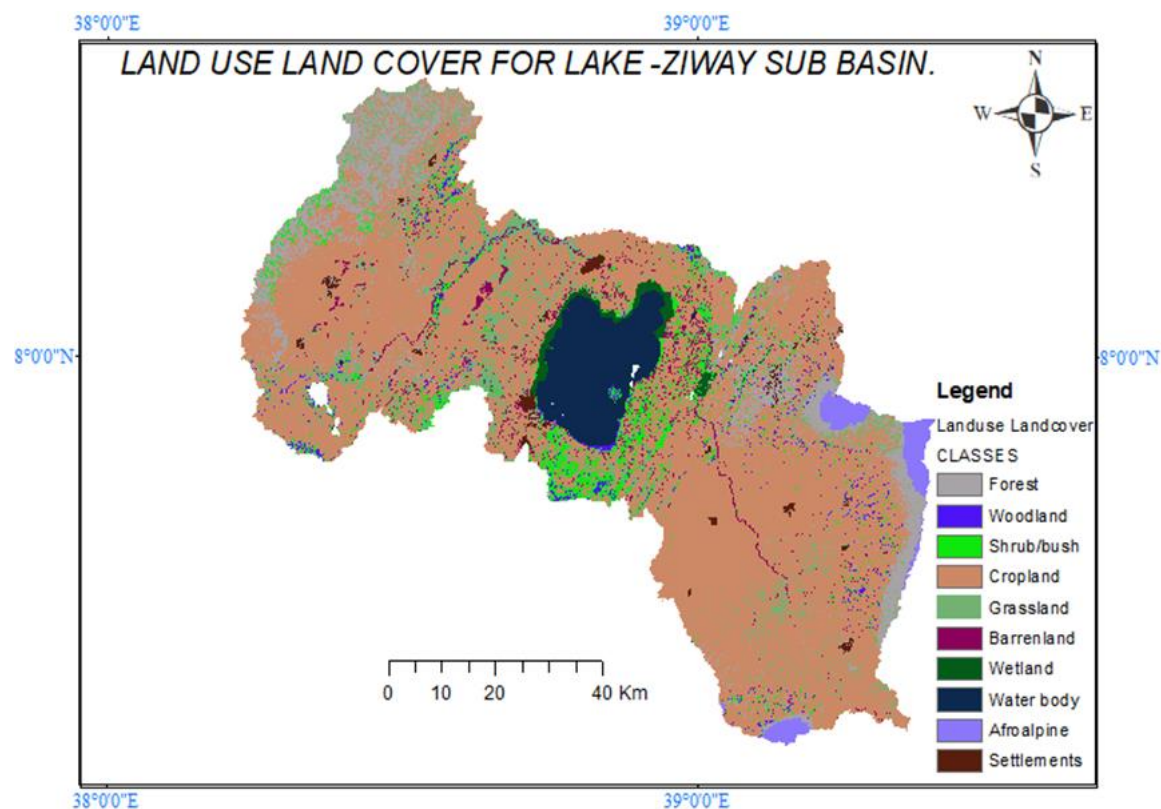 38°0'0"E 39°0'0"E
LAND USE LAND COVER FOR LAKE -ZIWAY SUB BASIN.
N
W E
S
8°0'0"N 8°0'0"N
Legend
Landuse Landcover
CLASSES
Forest
Woodland
Shrub/bush
Cropland
Grassland
Barrenland
Wetland
Water body
Afroalpine
Settlements
0 10 20 40 Km
38°0'0"E 39°0'0"E